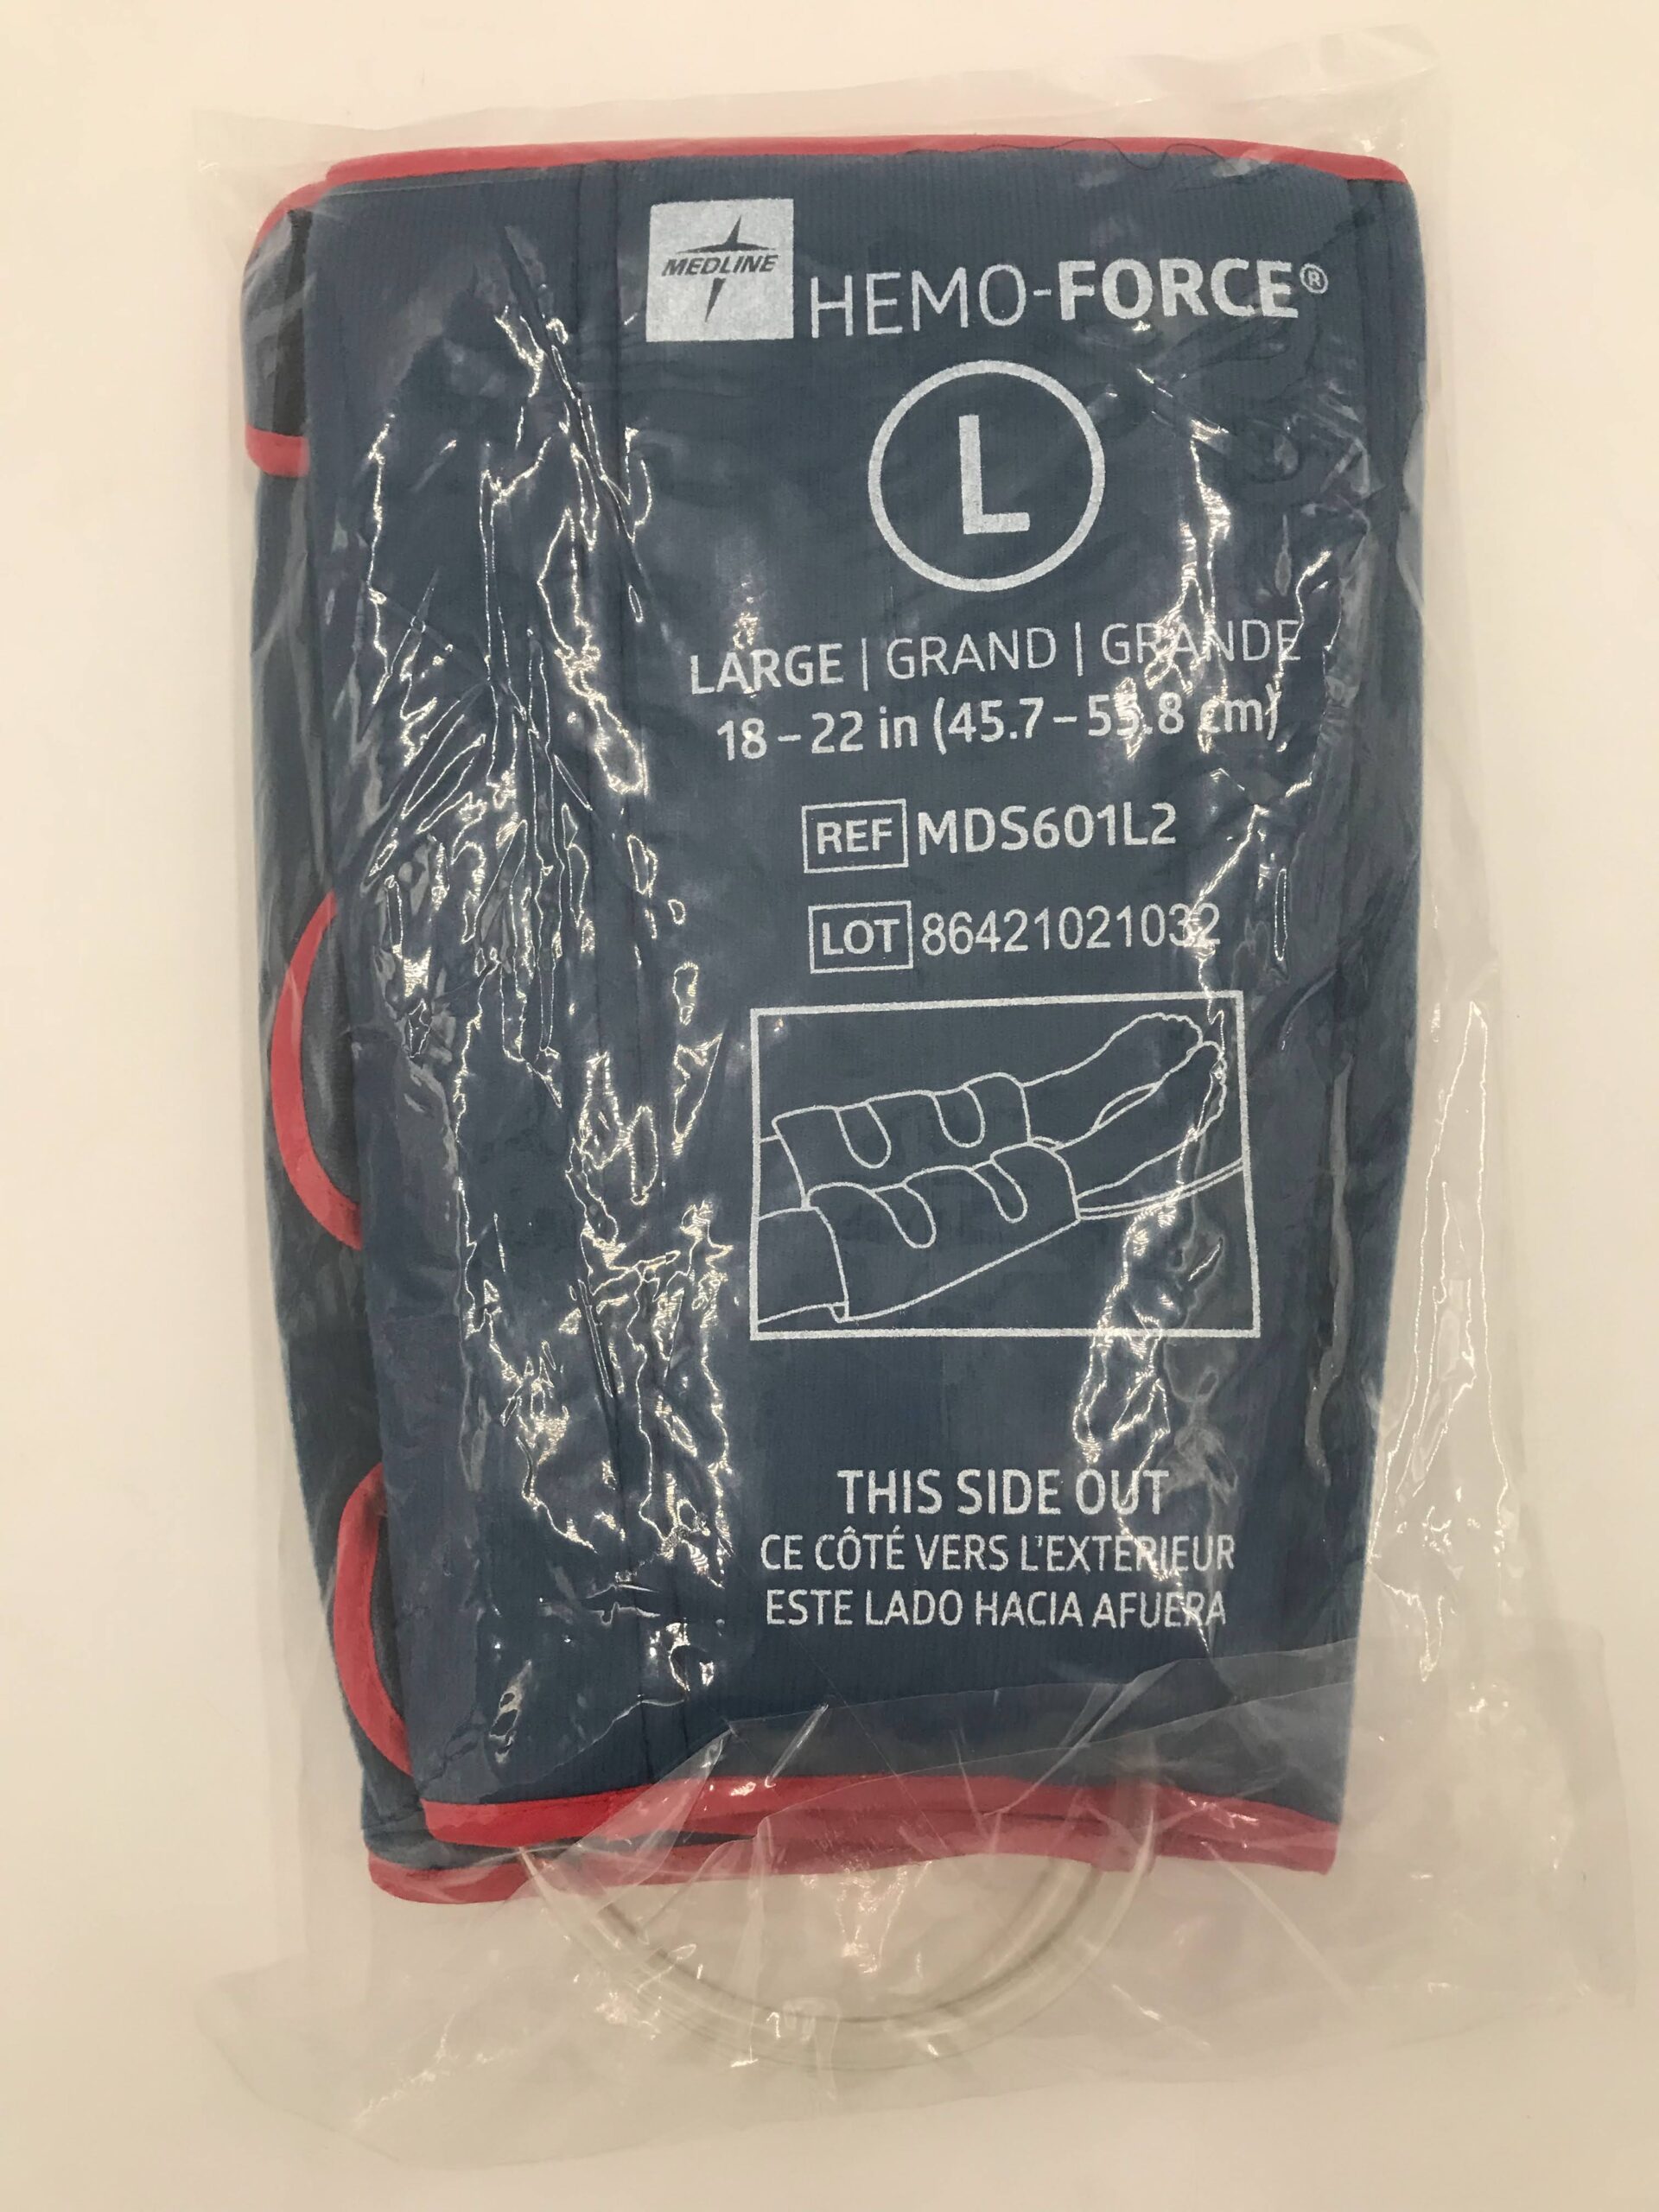 MEDLINE
HEMO-FORCE®
L
LARGE | GRAND | GRANDE
18–22 in (45.7–55.8 cm)
REF MDS601L2
LOT 86421021032
THIS SIDE OUT
CE CÔTÉ VERS L'EXTÉRIEUR
ESTE LADO HACIA AFUERA